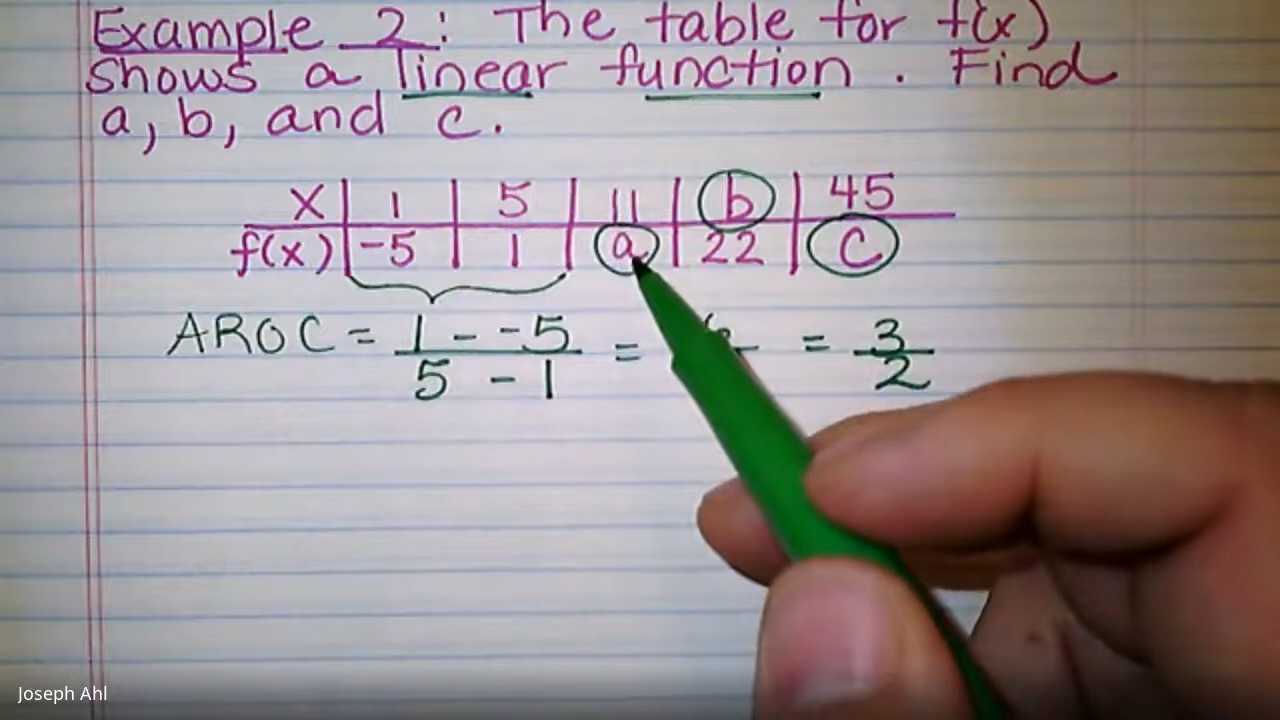 Example 2: The table for f(x)
shows a linear function. Find
a, b, and c.
x | 1 | 5 | 11 | b | 45
f(x) | -5 | 1 | a | 22 | c
AROC = 1 - -5 = 6 = 3
5 - 1 2
Joseph Ahl